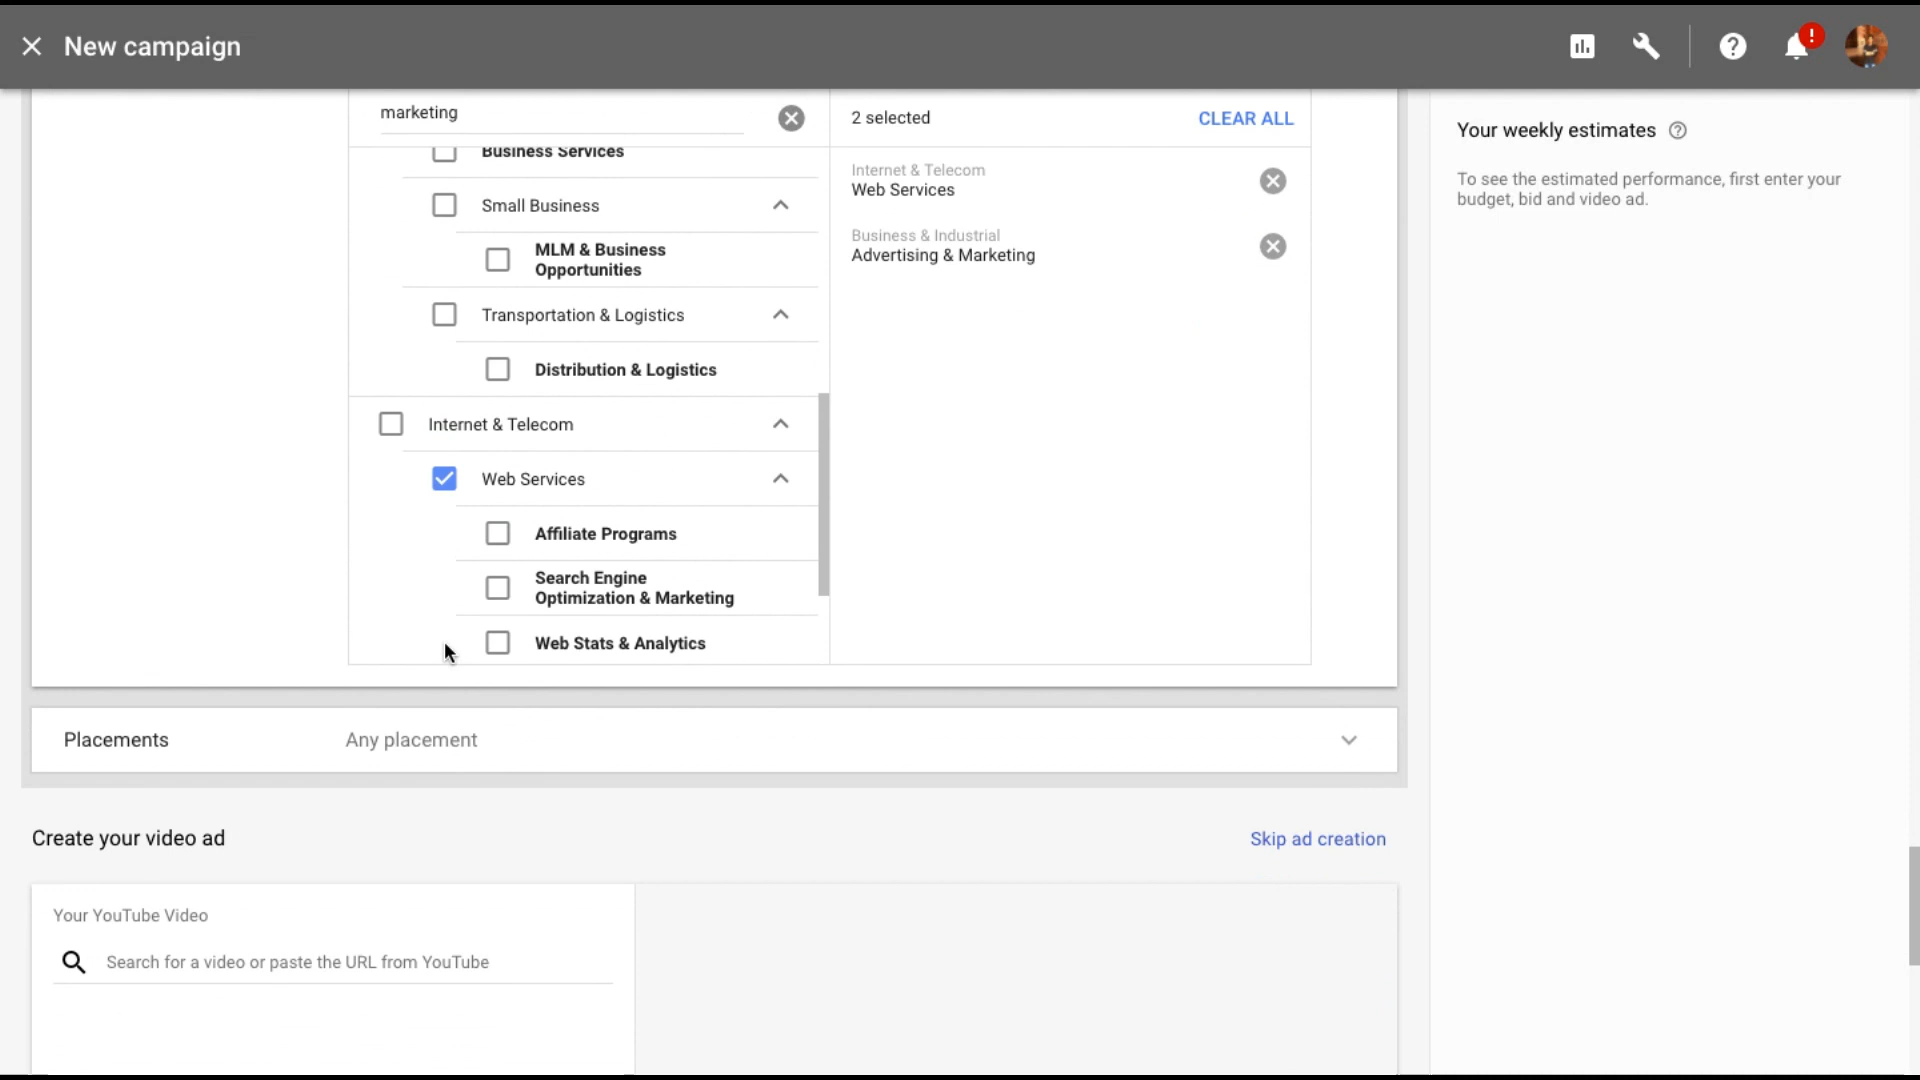 New campaign
!
marketing
2 selected
CLEAR ALL
Business Services
Small Business
MLM & Business
Opportunities
Transportation & Logistics
Distribution & Logistics
Internet & Telecom
Web Services
Affiliate Programs
Search Engine
Optimization & Marketing
Web Stats & Analytics
Internet & Telecom
Web Services
Business & Industrial
Advertising & Marketing
Your weekly estimates
To see the estimated performance, first enter your
budget, bid and video ad.
Placements
Any placement
Create your video ad
Skip ad creation
Your YouTube Video
Search for a video or paste the URL from YouTube